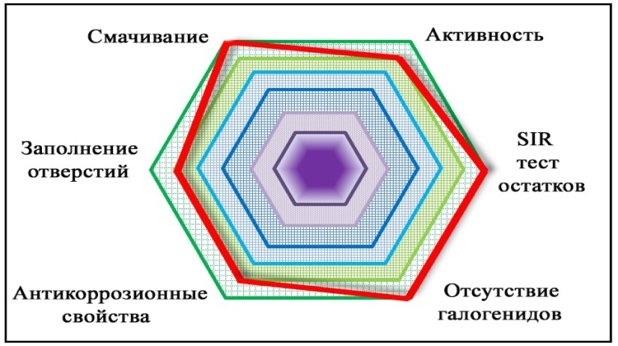 Смачивание
Активность
Заполнение
отверстий
SIR
тест
остатков
Антикоррозионные
свойства
Отсутствие
галогенидов